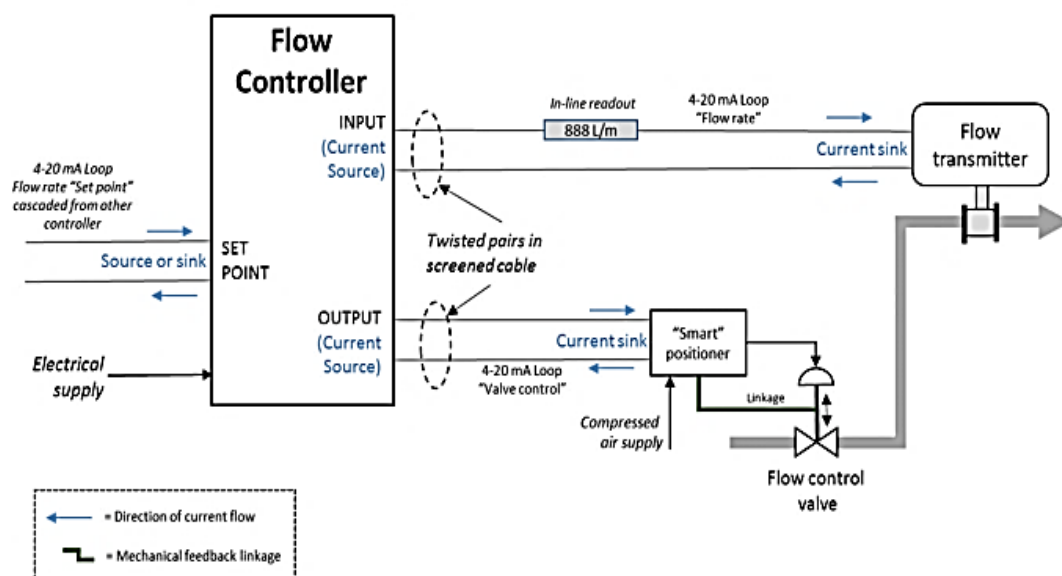 Flow
Controller
INPUT
(Current
Source)
In-line readout
888 L/m
4-20 mA Loop
"Flow rate"
Current sink
Flow
transmitter
4-20 mA Loop
Flow rate "Set point"
cascaded from other
controller
Source or sink
SET
POINT
Twisted pairs in
screened cable
OUTPUT
(Current
Source)
Current sink
4-20 mA Loop
"Valve control"
"Smart"
positioner
Linkage
Electrical
supply
Compressed
air supply
Flow control
valve
= Direction of current flow
= Mechanical feedback linkage